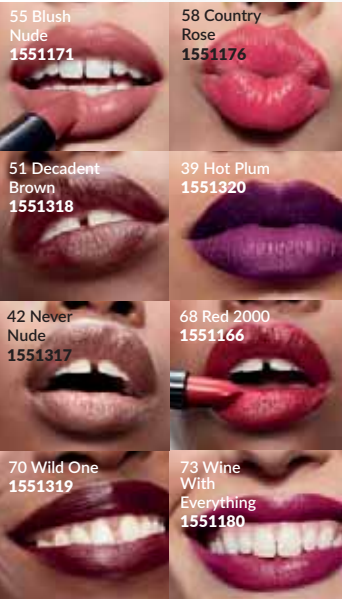 55 Blush
Nude
1551171
58 Country
Rose
1551176
51 Decadent
Brown
1551318
39 Hot Plum
1551320
42 Never
Nude
1551317
68 Red 2000
1551166
70 Wild One
1551319
73 Wine
With
Everything
1551180